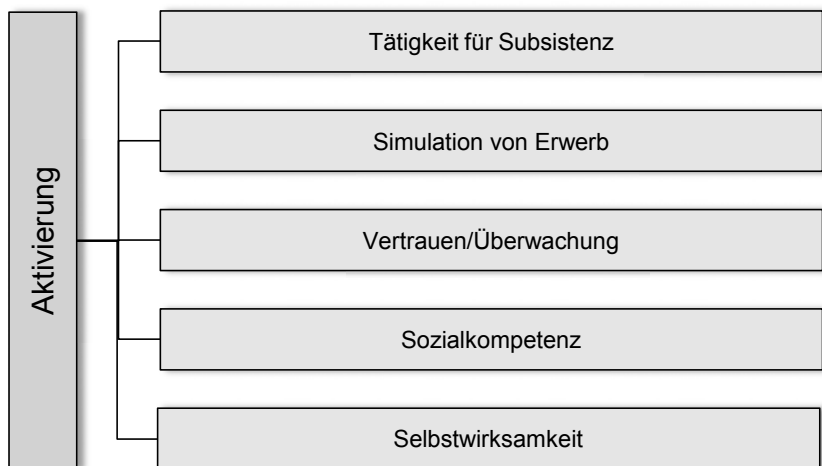 Aktivierung
Tätigkeit für Subsistenz
Simulation von Erwerb
Vertrauen/Überwachung
Sozialkompetenz
Selbstwirksamkeit